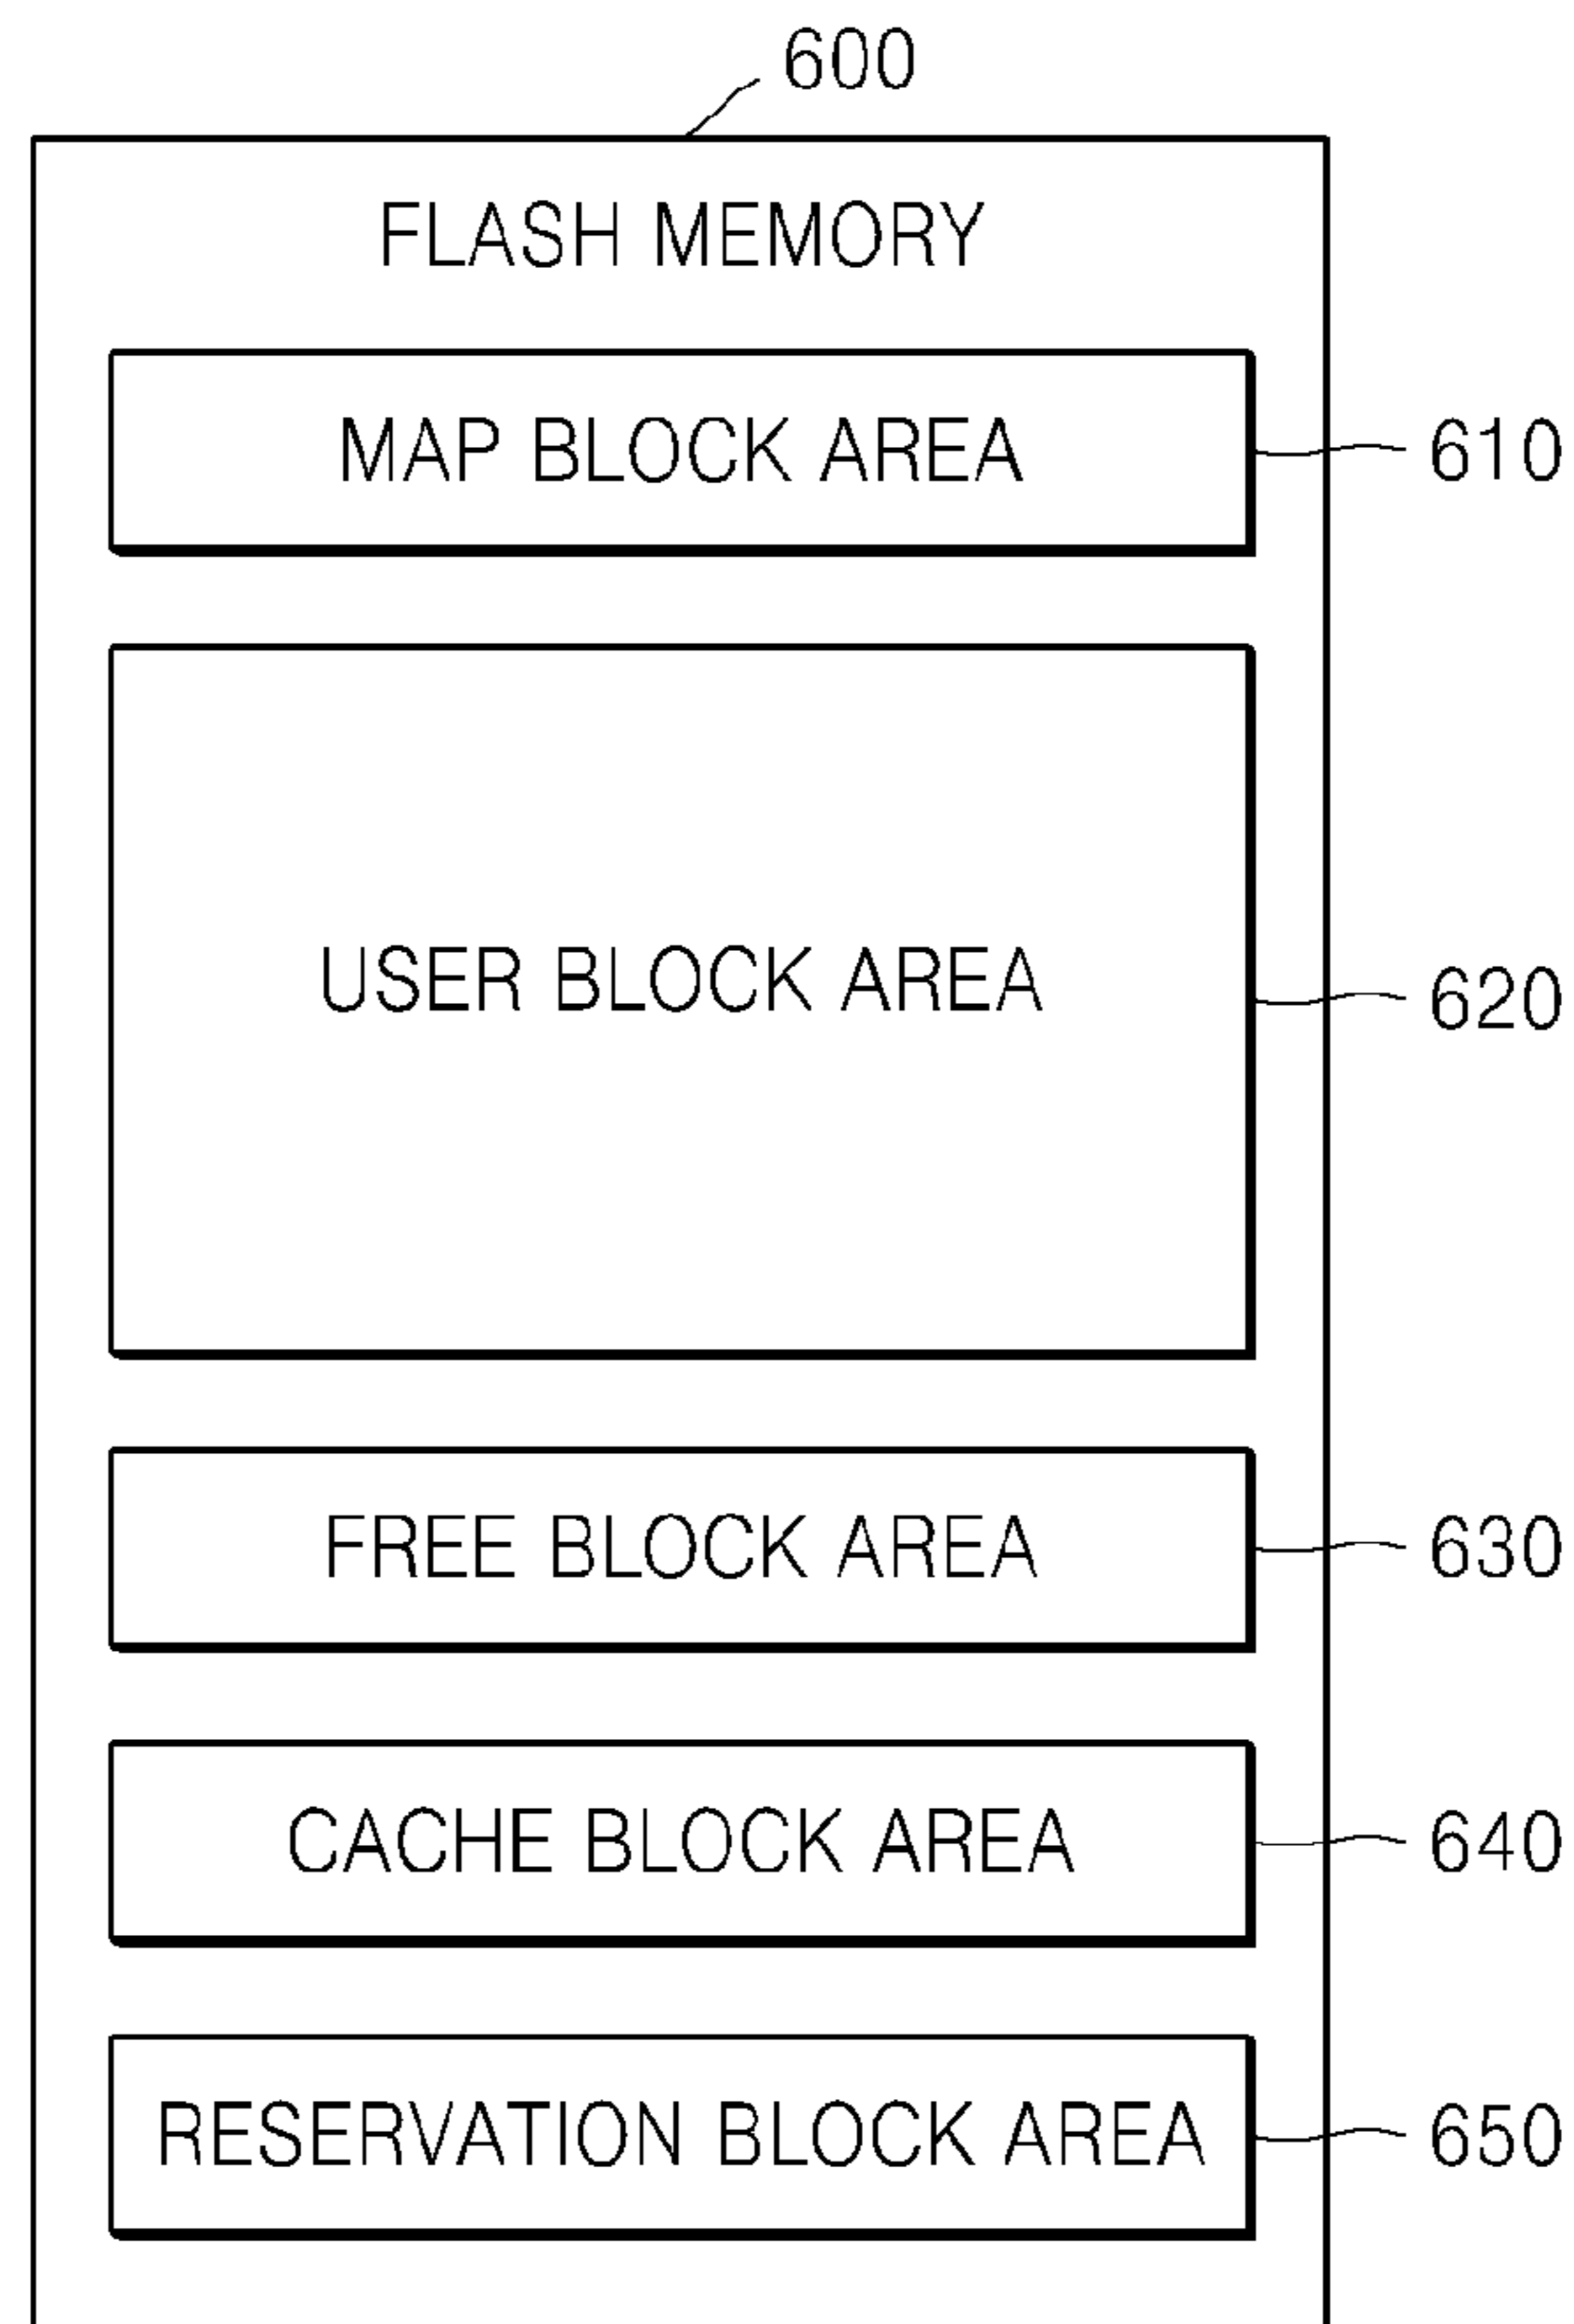 600
FLASH MEMORY
MAP BLOCK AREA 610
USER BLOCK AREA 620
FREE BLOCK AREA 630
CACHE BLOCK AREA 640
RESERVATION BLOCK AREA 650